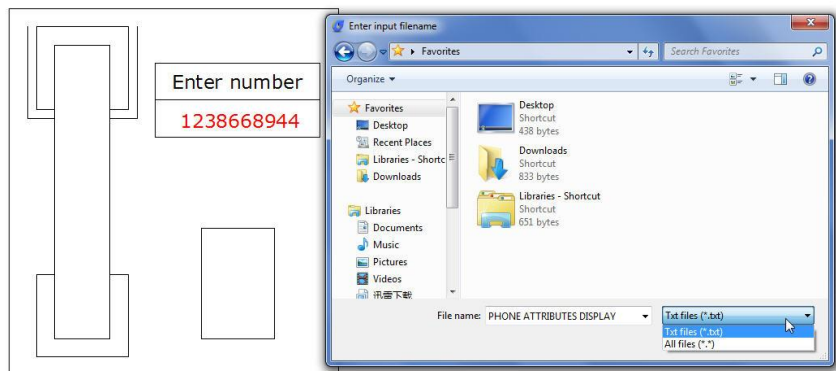 Enter number
1238668944
Enter input filename
Favorites
Search Favorites
Organize
Favorites
Desktop
Recent Places
Libraries - Shortc
Downloads
Libraries
Documents
Music
Pictures
Videos
迅雷下载
Desktop
Shortcut
438 bytes
Downloads
Shortcut
833 bytes
Libraries - Shortcut
Shortcut
651 bytes
File name: PHONE ATTRIBUTES DISPLAY
Txt files (*.txt)
Txt files (*.txt)
All files (*.*)